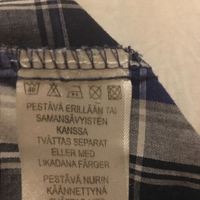 PESTÄVÄ ERILLÄÄN TAI
SAMANSÄVYISTEN
KANSSA
TVÄTTAS SEPARAT
ELLER MED
LIKADANA FÄRGER
PESTÄVÄ NURIN
KÄÄNNETTYNÄ